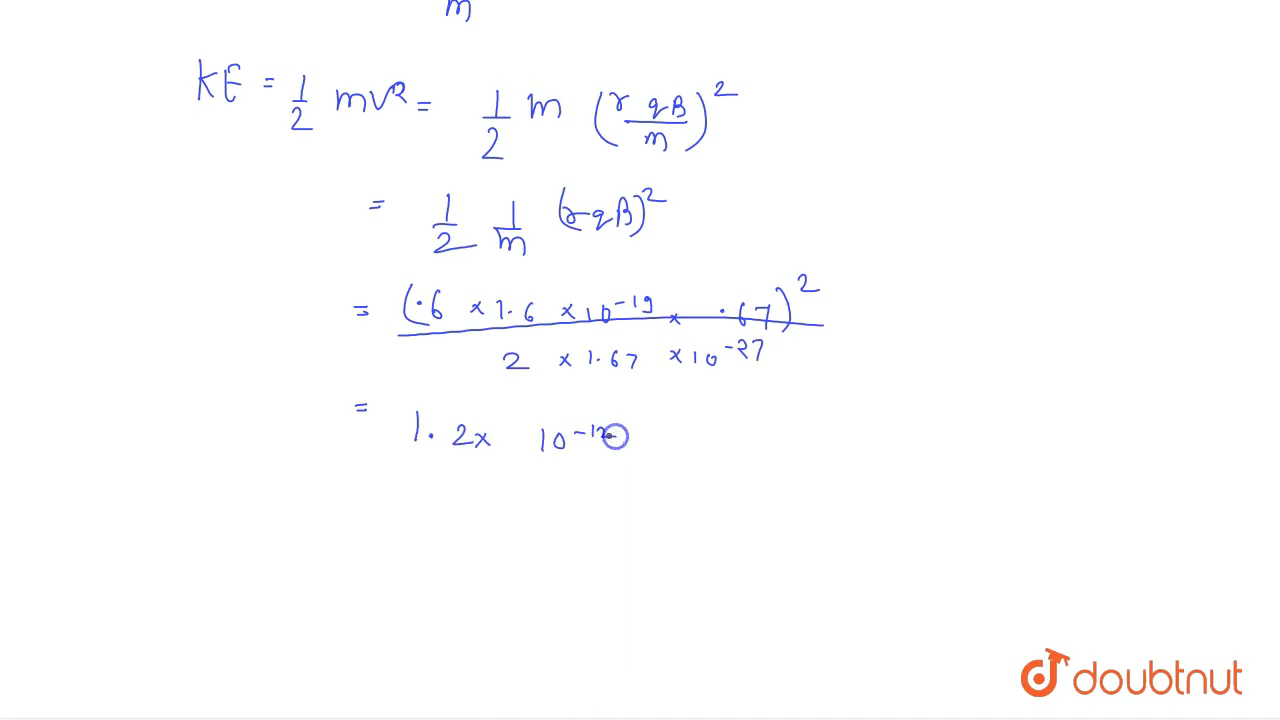 m
KE = 1/2 mv² = 1/2 m (r qB/m)²
= 1/2 1/m (rqB)²
= (.6 × 1.6 × 10⁻¹⁹ × .67)² / 2 × 1.67 × 10⁻²⁷
= 1.2 × 10⁻¹²
doubtnut